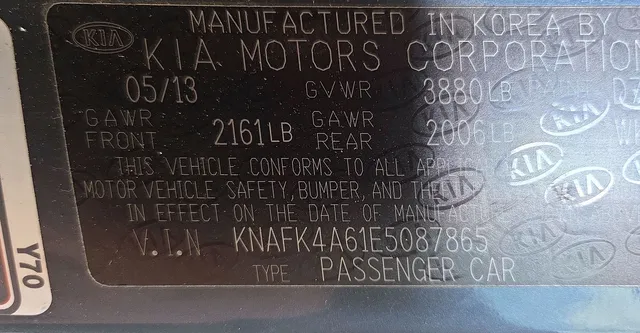 MANUFACTURED IN KOREA BY
KIA KIA MOTORS CORPORATION
05/13 GVWR 3880LB
GAWR FRONT 2161LB GAWR REAR 2006LB
THIS VEHICLE CONFORMS TO ALL
MOTOR VEHICLE SAFETY, BUMPER, AND
IN EFFECT ON THE DATE OF
V.I.N KNAFK4A61E5087865
TYPE PASSENGER CAR
Y70